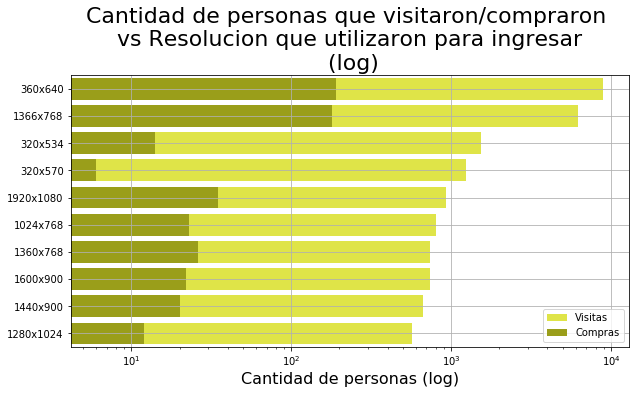 Cantidad de personas que visitaron/compraron
vs Resolucion que utilizaron para ingresar
(log)
360x640
1366x768
320x534
320x570
1920x1080
1024x768
1360x768
1600x900
1440x900
1280x1024
Visitas
Compras
10¹
10²
10³
10⁴
Cantidad de personas (log)